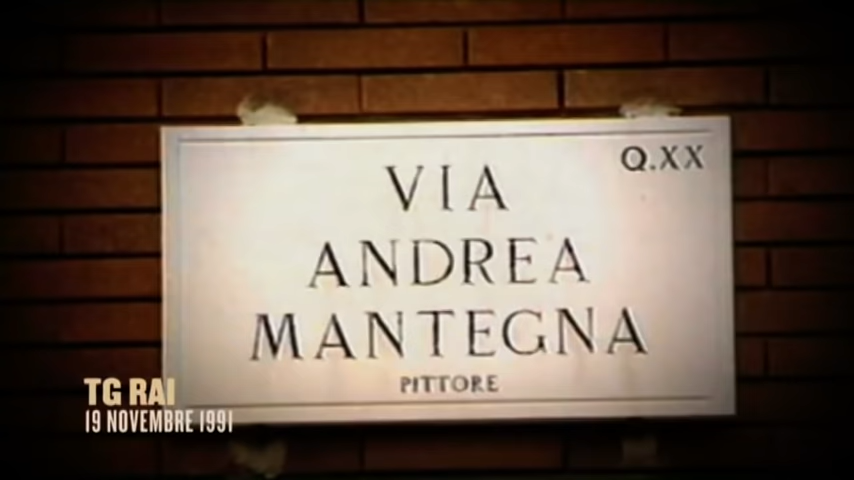 Q.XX
VIA
ANDREA
MANTEGNA
PITTORE
TG RAI
19 NOVEMBRE 1991